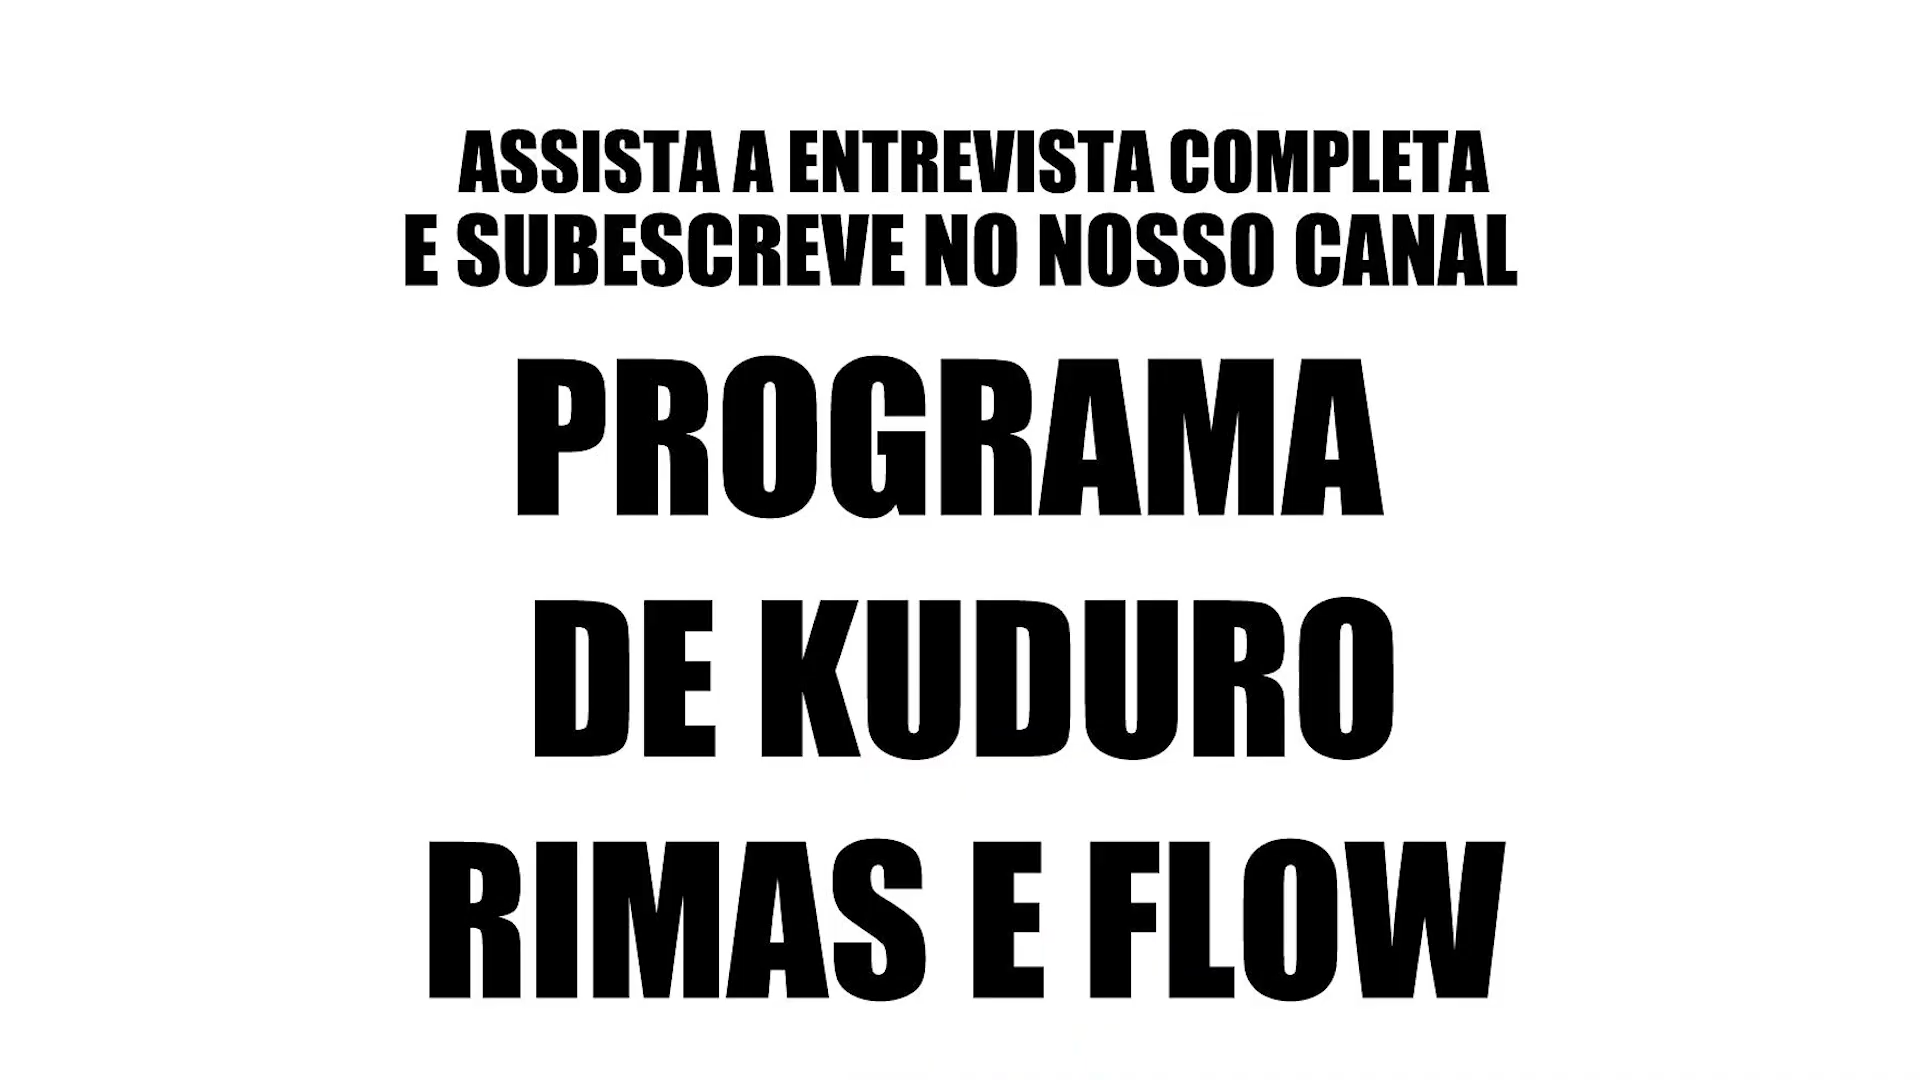 ASSISTA A ENTREVISTA COMPLETA
E SUBESCREVE NO NOSSO CANAL
PROGRAMA
DE KUDURO
RIMAS E FLOW